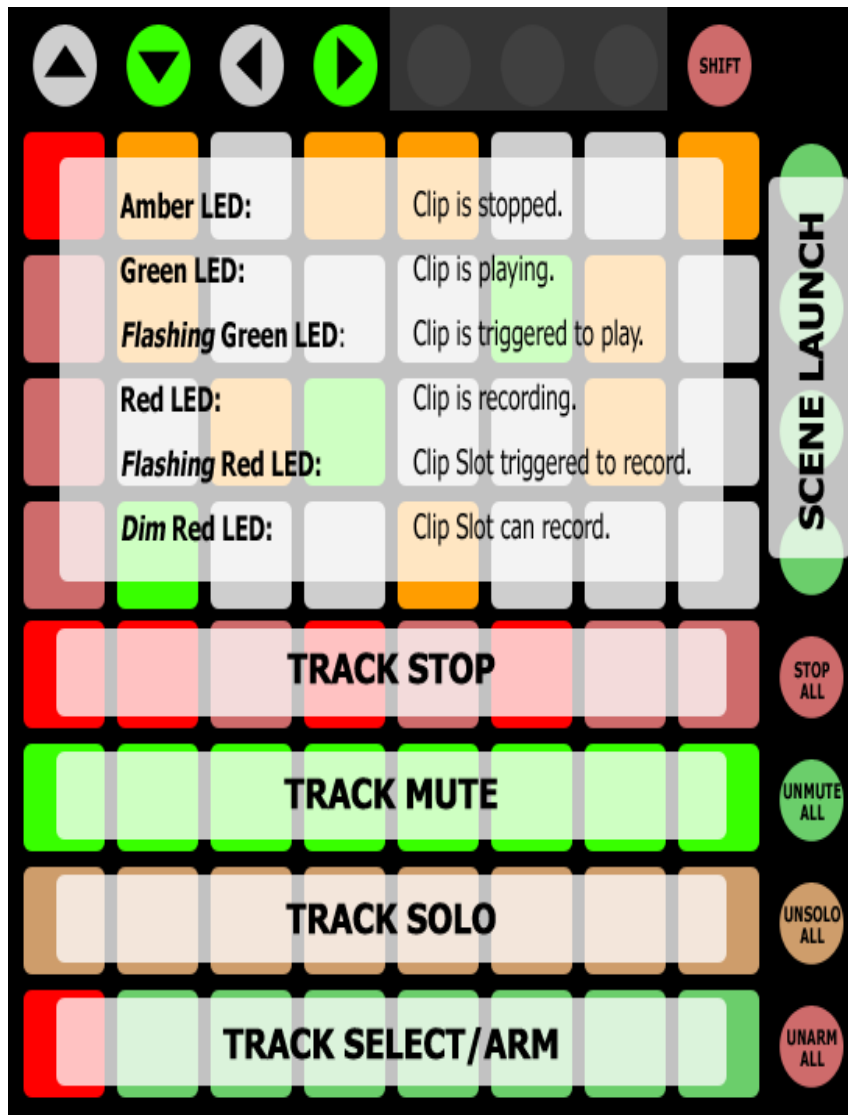 SHIFT
Amber LED: Clip is stopped.
Green LED: Clip is playing.
Flashing Green LED: Clip is triggered to play.
Red LED: Clip is recording.
Flashing Red LED: Clip Slot triggered to record.
Dim Red LED: Clip Slot can record.
SCENE LAUNCH
TRACK STOP
STOP
ALL
TRACK MUTE
UNMUTE
ALL
TRACK SOLO
UNSOLO
ALL
TRACK SELECT/ARM
UNARM
ALL